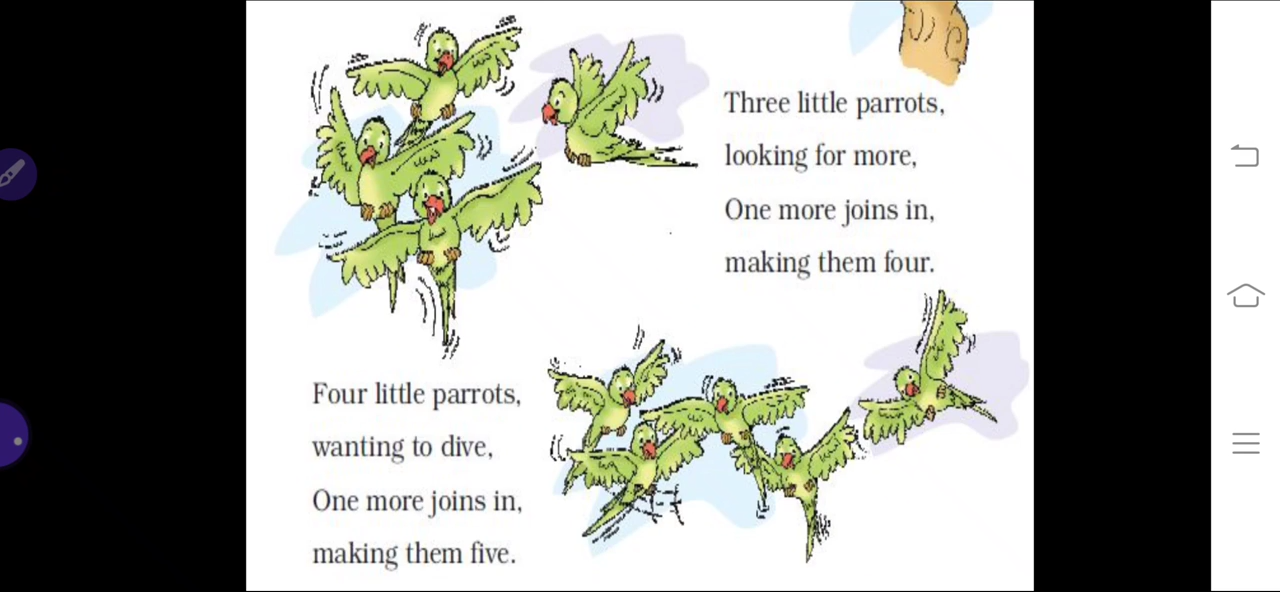 Three little parrots,
looking for more,
One more joins in,
making them four.
Four little parrots,
wanting to dive,
One more joins in,
making them five.